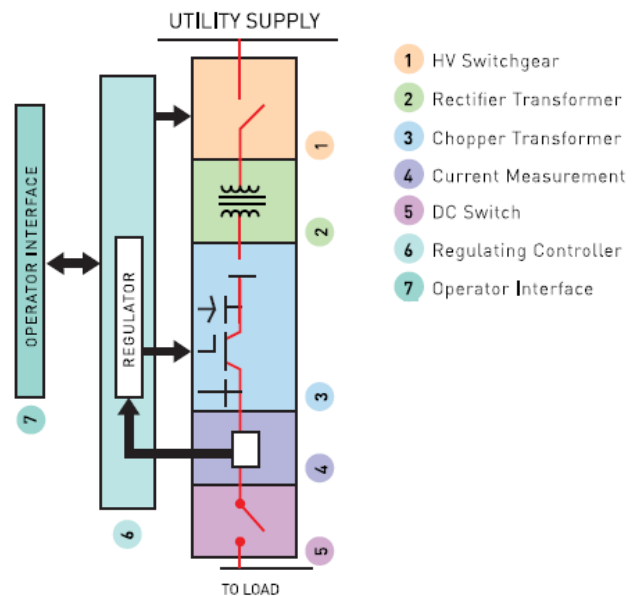 UTILITY SUPPLY
1 HV Switchgear
2 Rectifier Transformer
3 Chopper Transformer
4 Current Measurement
5 DC Switch
6 Regulating Controller
7 Operator Interface
OPERATOR INTERFACE
REGULATOR
1
2
3
4
5
6
7
TO LOAD